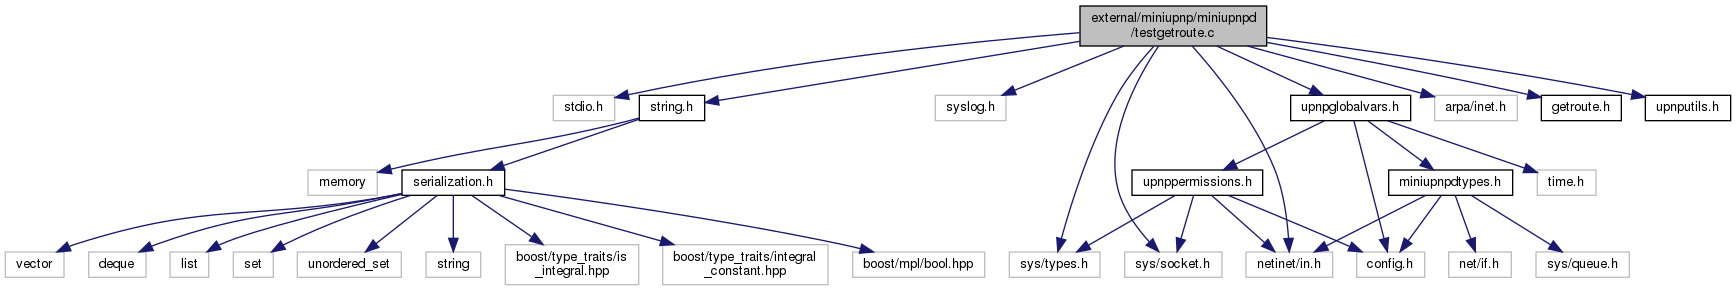 external/miniupnp/miniupnpd
/testgetroute.c
stdio.h
string.h
syslog.h
upnpglobalvars.h
arpa/inet.h
getroute.h
upnputils.h
memory
serialization.h
upnppermissions.h
miniupnpdtypes.h
time.h
vector
deque
list
set
unordered_set
string
boost/type_traits/is
_integral.hpp
boost/type_traits/integral
_constant.hpp
boost/mpl/bool.hpp
sys/types.h
sys/socket.h
netinet/in.h
config.h
net/if.h
sys/queue.h